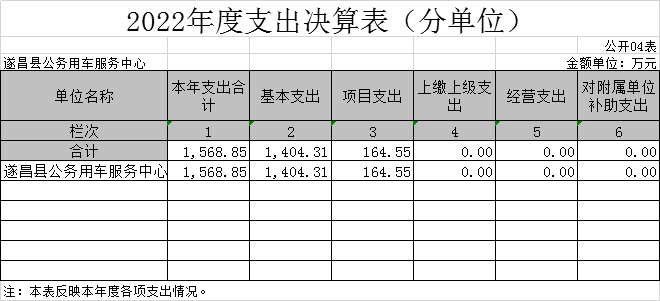 2022年度支出决算表（分单位）
公开04表
遂昌县公务用车服务中心 金额单位：万元
单位名称 本年支出合计 基本支出 项目支出 上缴上级支出 经营支出 对附属单位补助支出
栏次 1 2 3 4 5 6
合计 1,568.85 1,404.31 164.55 0.00 0.00 0.00
遂昌县公务用车服务中心 1,568.85 1,404.31 164.55 0.00 0.00 0.00
注：本表反映本年度各项支出情况。